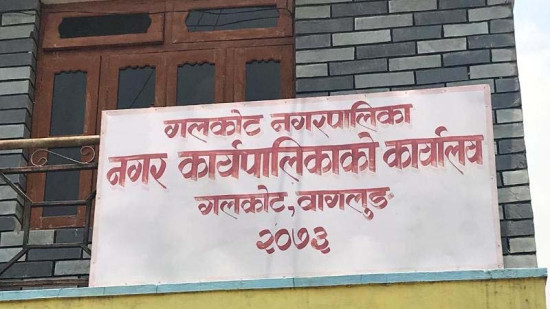 गलकोट नगरपालिका
नगर कार्यपालिकाको कार्यालय
गलकोट, वागलुङ
२०७३